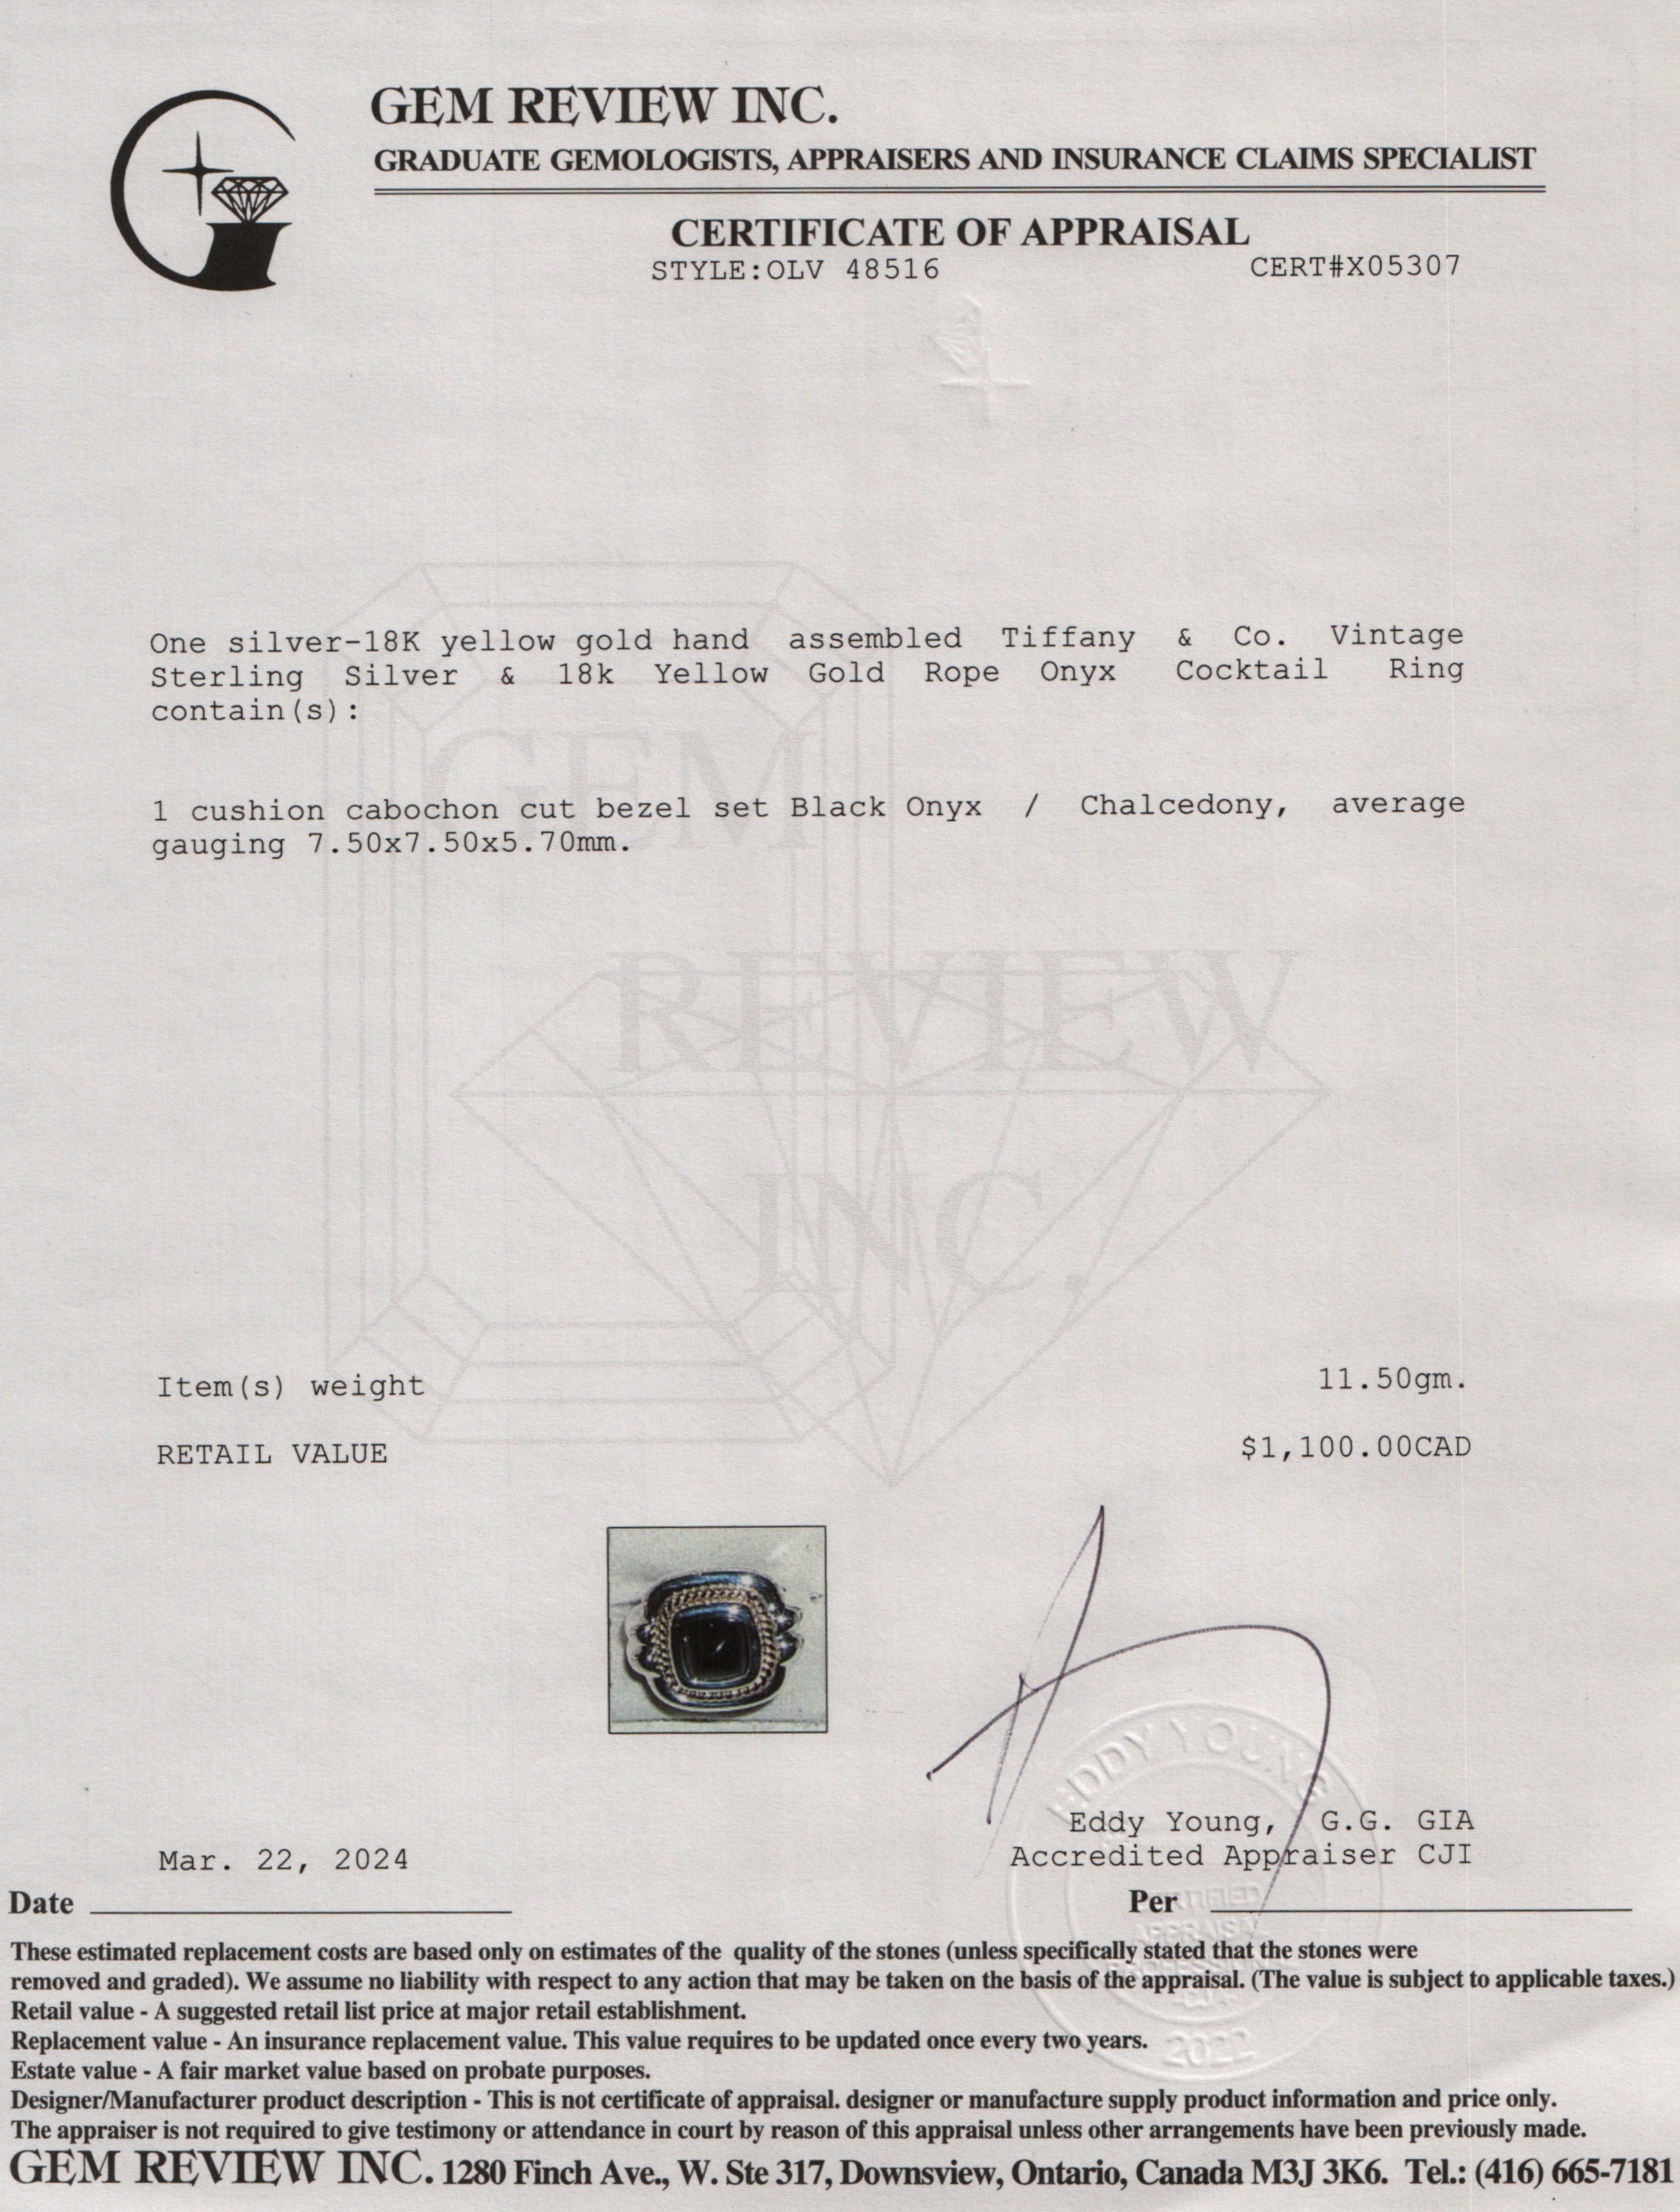 GEM REVIEW INC.
GRADUATE GEMOLOGISTS, APPRAISERS AND INSURANCE CLAIMS SPECIALIST
CERTIFICATE OF APPRAISAL
STYLE:OLV 48516 CERT#X05307
One silver-18K yellow gold hand assembled Tiffany & Co. Vintage
Sterling Silver & 18k Yellow Gold Rope Onyx Cocktail Ring
contain(s):
GEM
1 cushion cabochon cut bezel set Black Onyx / Chalcedony, average
gauging 7.50x7.50x5.70mm.
REVIEW
INC.
Item(s) weight 11.50gm.
RETAIL VALUE $1,100.00CAD
EDDY YOUNG
Eddy Young, G.G. GIA
Mar. 22, 2024 Accredited Appraiser CJI
Date Per
These estimated replacement costs are based only on estimates of the quality of the stones (unless specifically stated that the stones were
removed and graded). We assume no liability with respect to any action that may be taken on the basis of the appraisal. (The value is subject to applicable taxes.)
Retail value - A suggested retail list price at major retail establishment.
Replacement value - An insurance replacement value. This value requires to be updated once every two years.
2022
Estate value - A fair market value based on probate purposes.
Designer/Manufacturer product description - This is not certificate of appraisal. designer or manufacture supply product information and price only.
The appraiser is not required to give testimony or attendance in court by reason of this appraisal unless other arrangements have been previously made.
GEM REVIEW INC. 1280 Finch Ave., W. Ste 317, Downsview, Ontario, Canada M3J 3K6. Tel.: (416) 665-7181